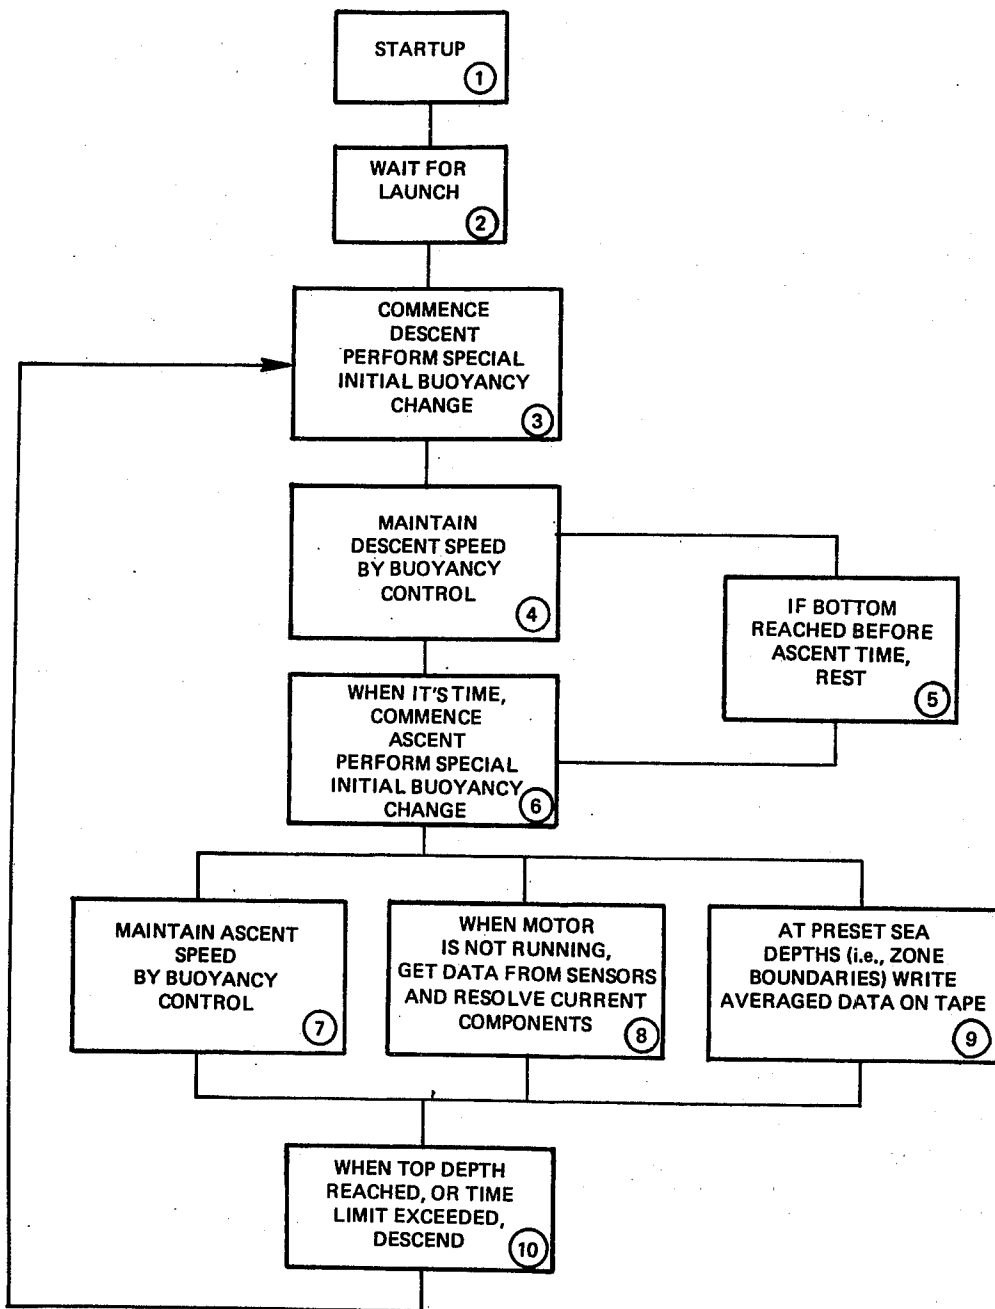 STARTUP
1
WAIT FOR
LAUNCH
2
COMMENCE
DESCENT
PERFORM SPECIAL
INITIAL BUOYANCY
CHANGE
3
MAINTAIN
DESCENT SPEED
BY BUOYANCY
CONTROL
4
IF BOTTOM
REACHED BEFORE
ASCENT TIME,
REST
5
WHEN IT'S TIME,
COMMENCE
ASCENT
PERFORM SPECIAL
INITIAL BUOYANCY
CHANGE
6
MAINTAIN ASCENT
SPEED
BY BUOYANCY
CONTROL
7
WHEN MOTOR
IS NOT RUNNING,
GET DATA FROM SENSORS
AND RESOLVE CURRENT
COMPONENTS
8
AT PRESET SEA
DEPTHS (i.e., ZONE
BOUNDARIES) WRITE
AVERAGED DATA ON TAPE
9
WHEN TOP DEPTH
REACHED, OR TIME
LIMIT EXCEEDED,
DESCEND
10